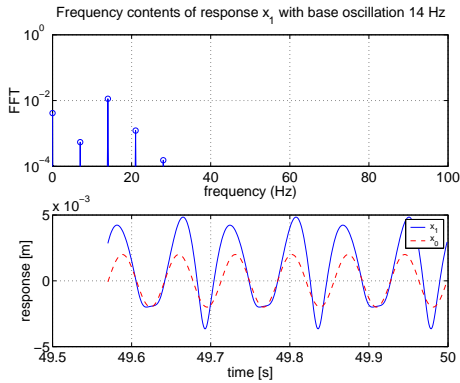 Frequency contents of response x1 with base oscillation 14 Hz
10^0
10^-2
10^-4
FFT
0 20 40 60 80 100
frequency (Hz)
x 10^-3
5
0
-5
response [m]
x1
x0
49.5 49.6 49.7 49.8 49.9 50
time [s]